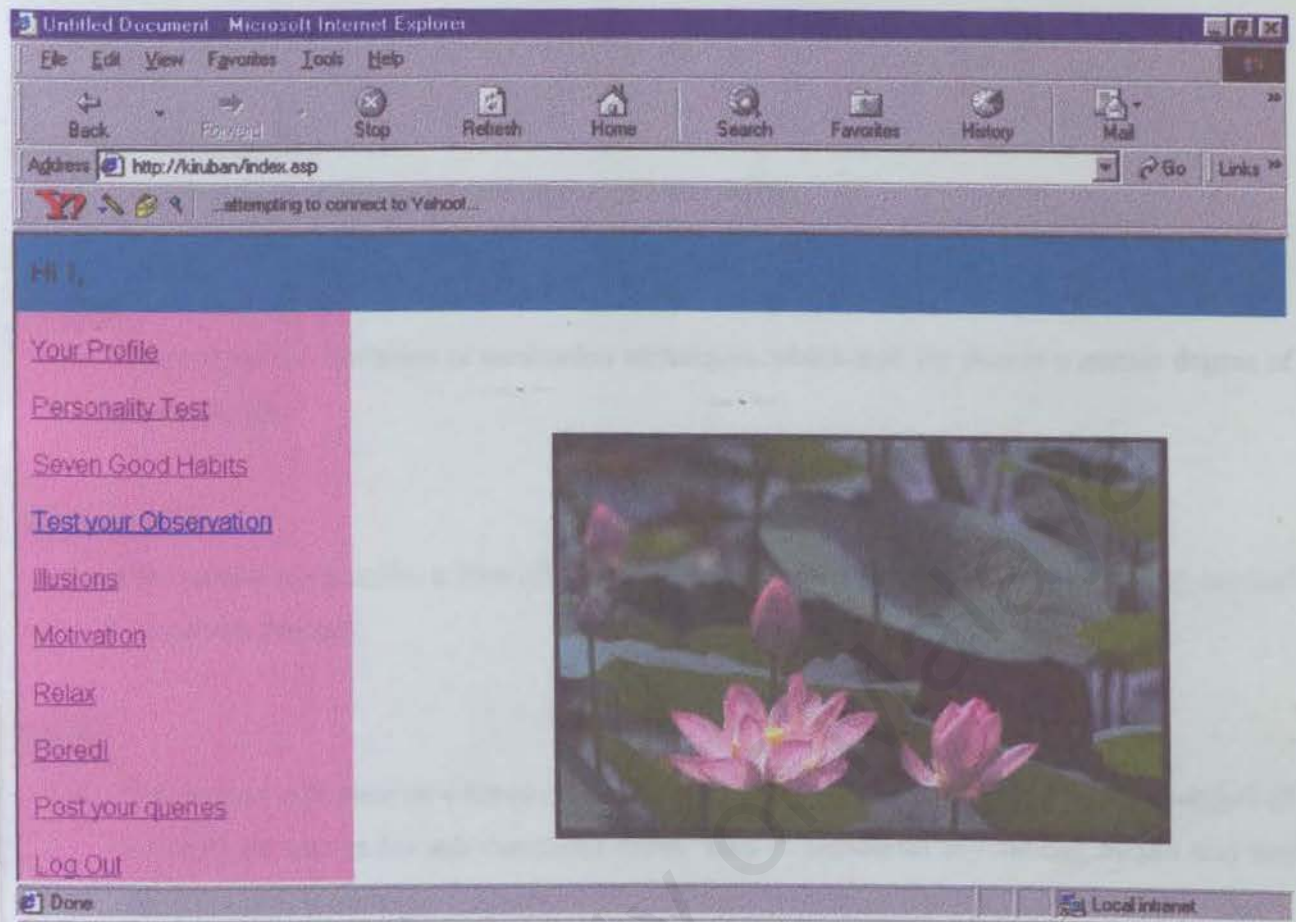 Untitled Document - Microsoft Internet Explorer
File Edit View Favorites Tools Help
Back Forward Stop Refresh Home Search Favorites History Mail
Address http://kiruban/index.asp Go Links
Y! ...attempting to connect to Yahoo!...
Hi 1,
Your Profile
Personality Test
Seven Good Habits
Test your Observation
Illusions
Motivation
Relax
Bored!
Post your queries
Log Out
Done Local intranet